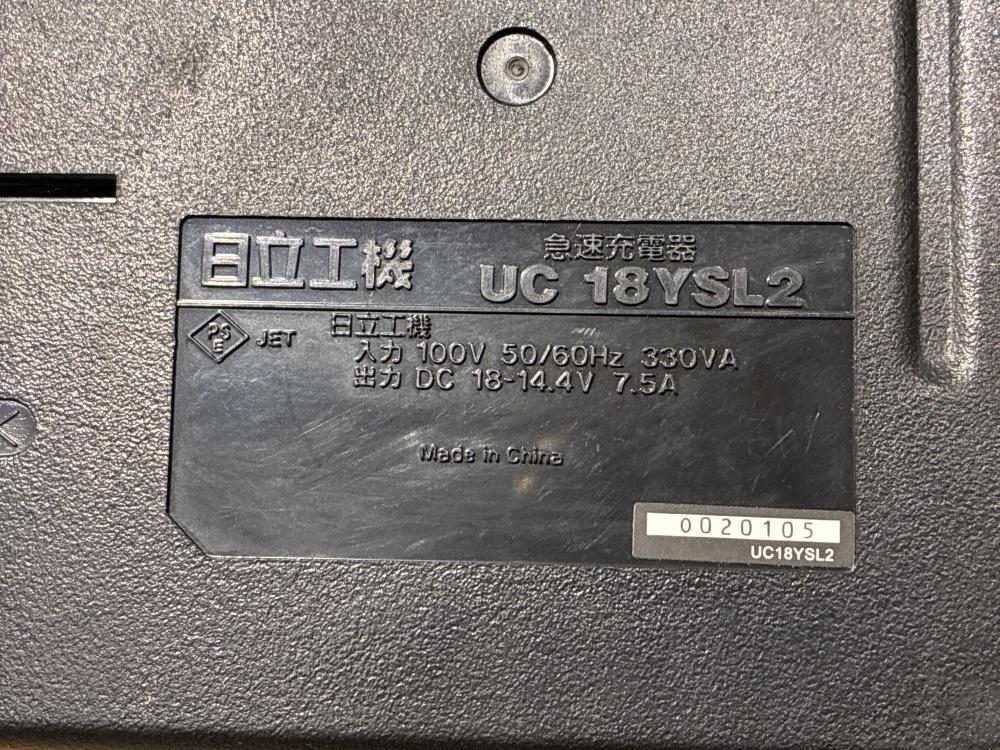 日立工機
急速充電器
UC 18YSL2
PS
E
JET
日立工機
入力 100V 50/60Hz 330VA
出力 DC 18-14.4V 7.5A
Made in China
0020105
UC18YSL2